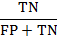 TN
FP + TN